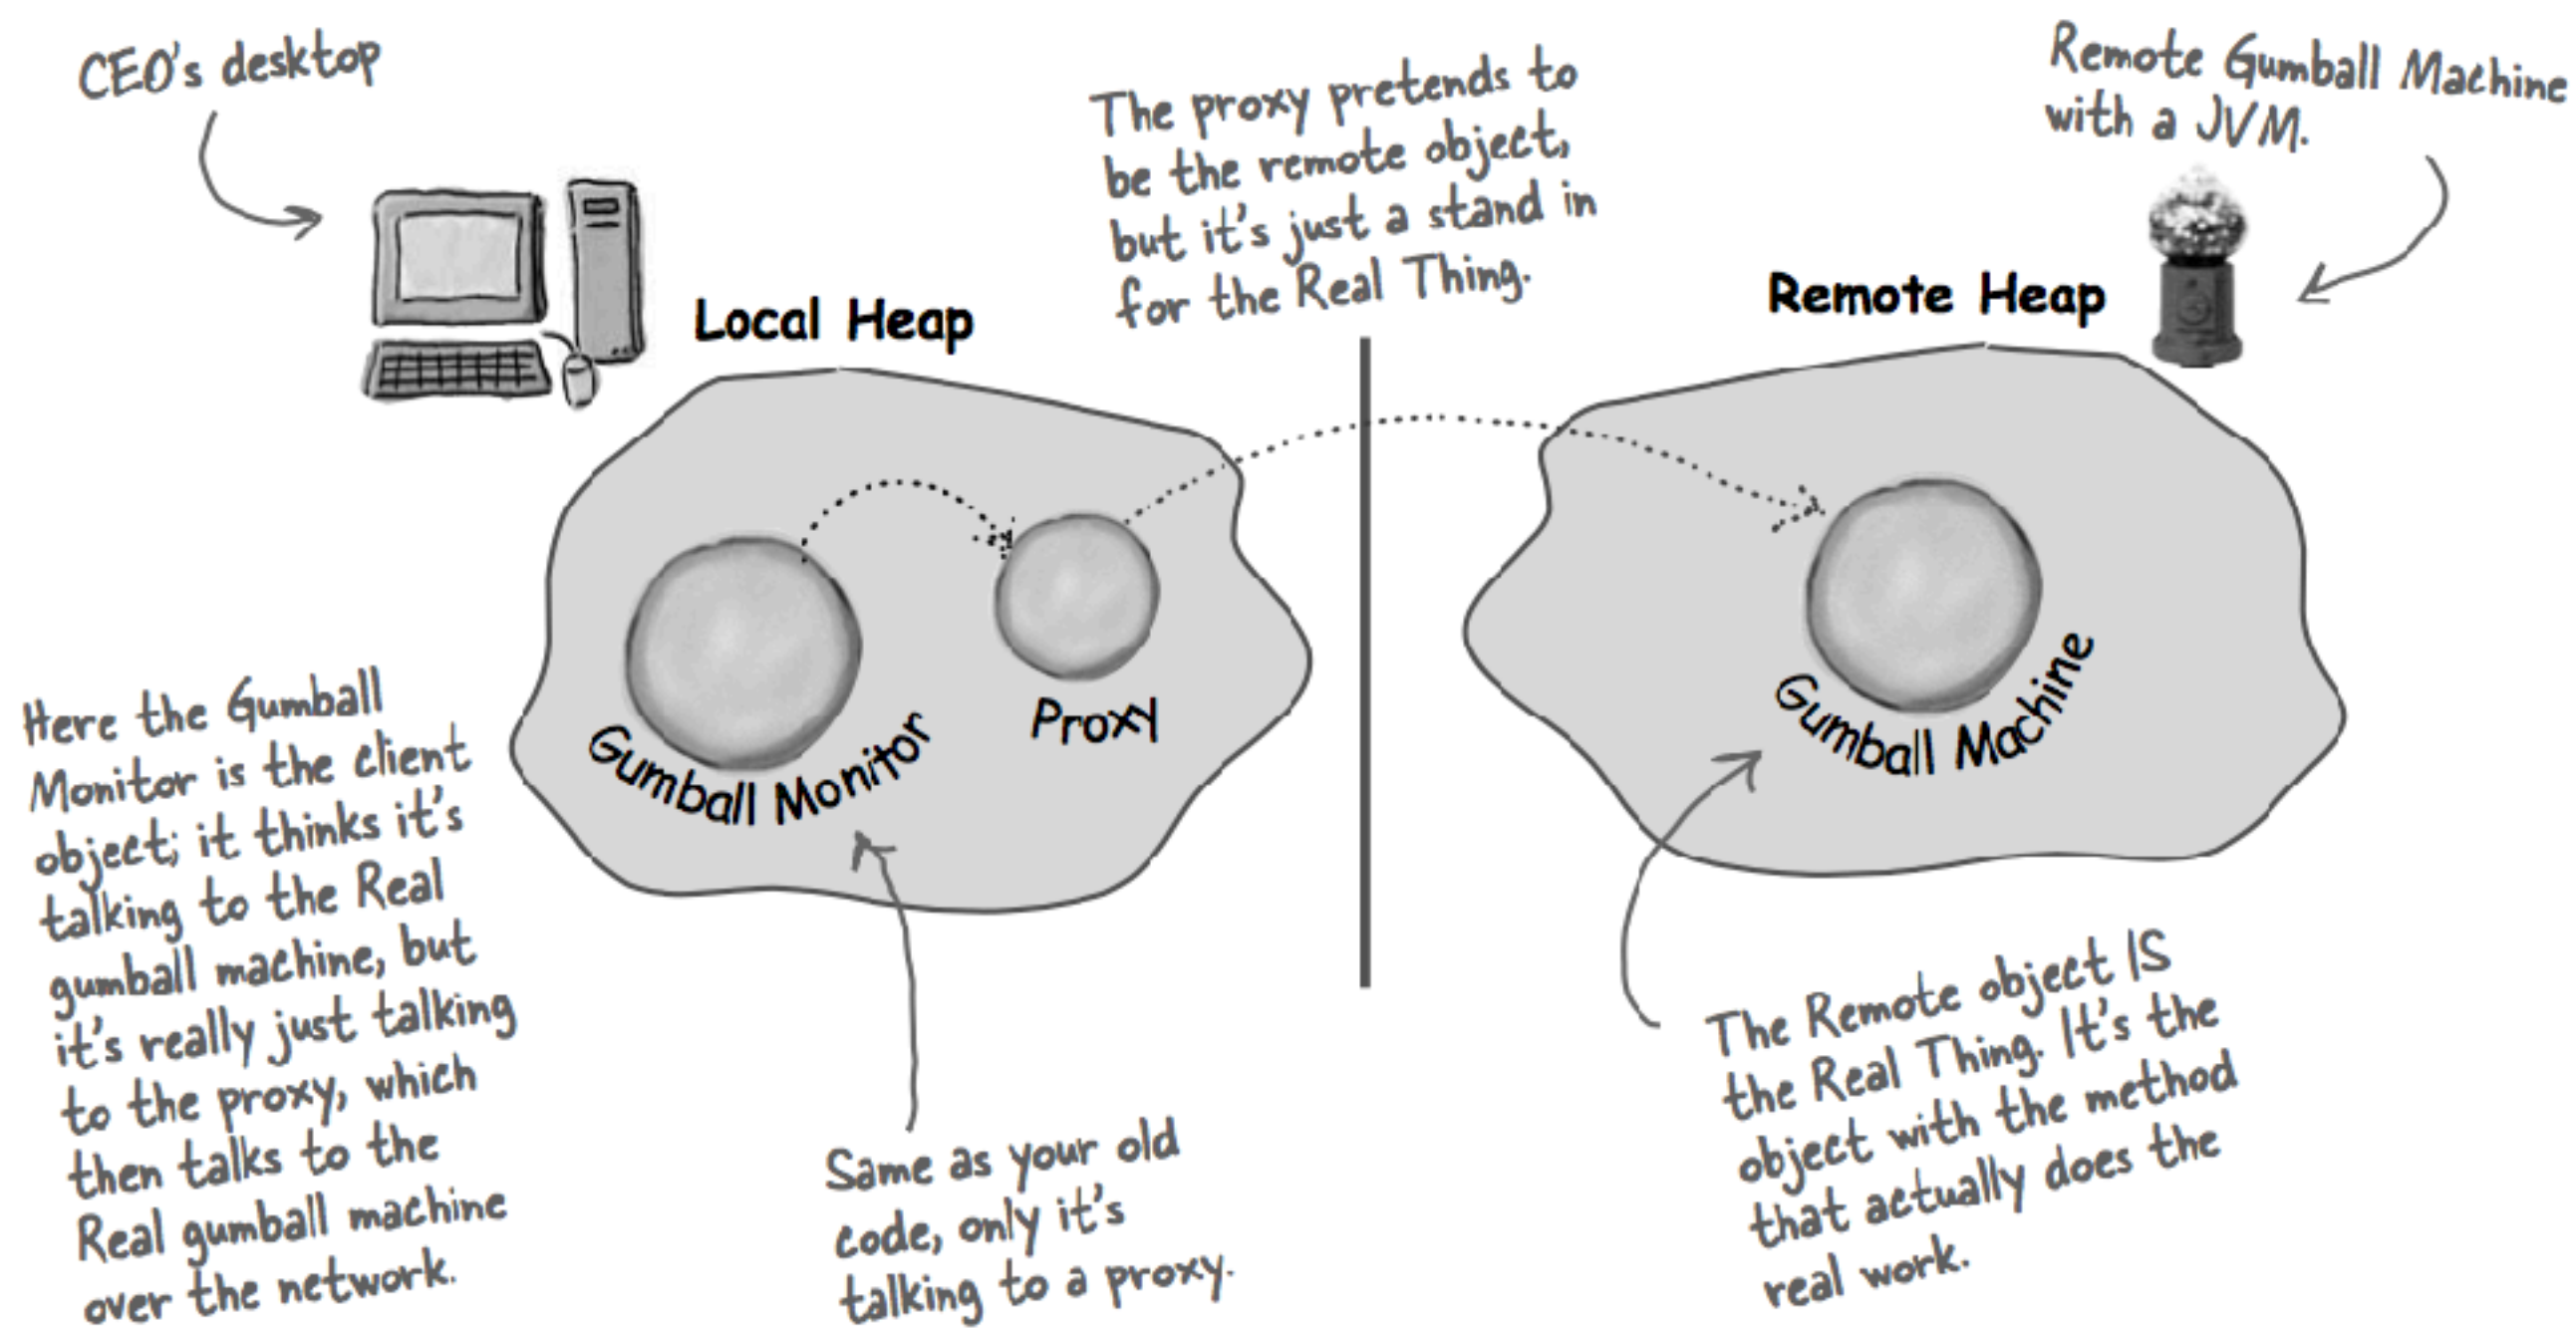 CEO's desktop
The proxy pretends to
be the remote object,
but it's just a stand in
for the Real Thing.
Remote Gumball Machine
with a JVM.
Local Heap
Remote Heap
Gumball Monitor
Proxy
Gumball Machine
Here the Gumball
Monitor is the client
object; it thinks it's
talking to the Real
gumball machine, but
it's really just talking
to the proxy, which
then talks to the
Real gumball machine
over the network.
Same as your old
code, only it's
talking to a proxy.
The Remote object IS
the Real Thing. It's the
object with the method
that actually does the
real work.